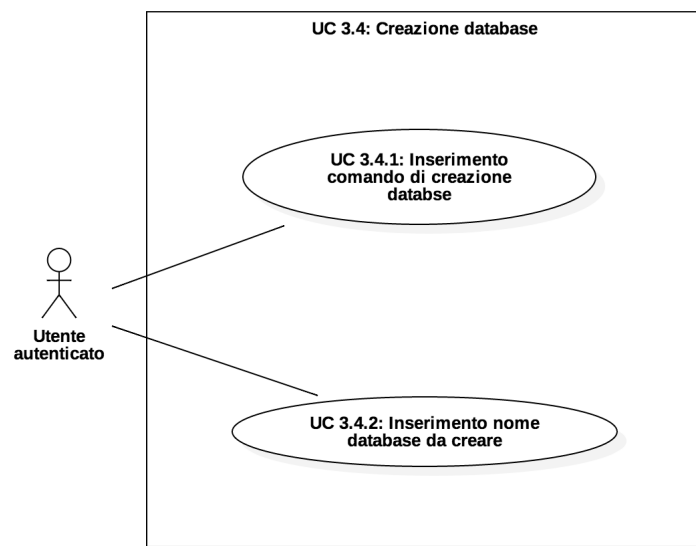 UC 3.4: Creazione database
UC 3.4.1: Inserimento
comando di creazione
databse
Utente
autenticato
UC 3.4.2: Inserimento nome
database da creare